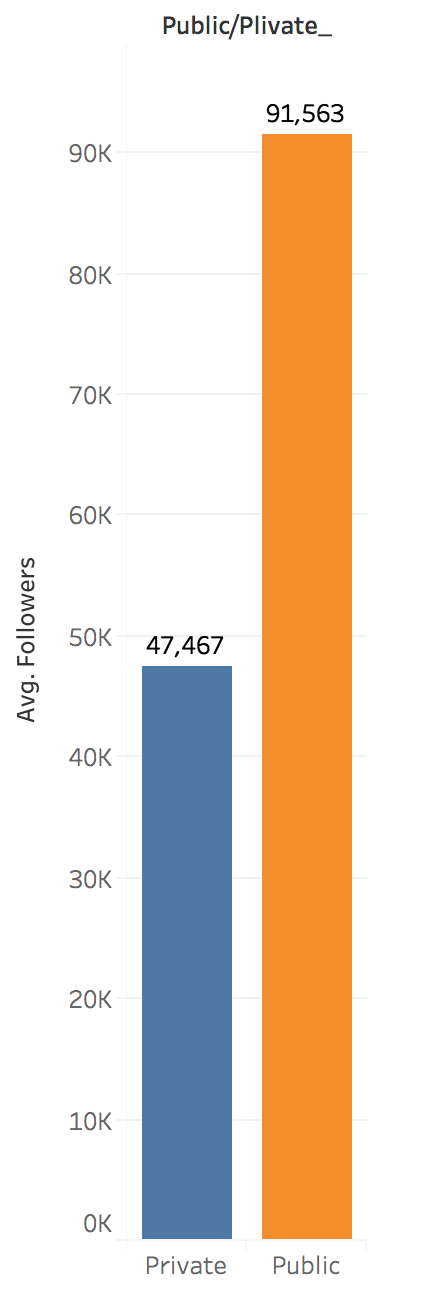 Public/Plivate_
91,563
90K
80K
70K
60K
50K
47,467
40K
30K
20K
10K
0K
Avg. Followers
Private
Public